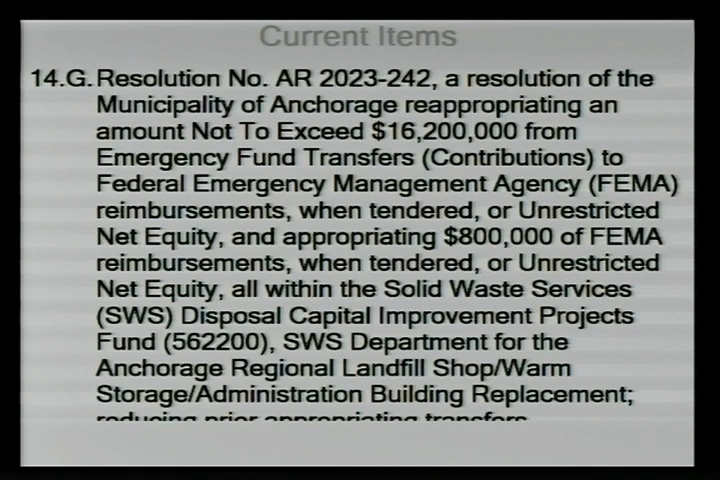 Current Items
14.G. Resolution No. AR 2023-242, a resolution of the
Municipality of Anchorage reappropriating an
amount Not To Exceed $16,200,000 from
Emergency Fund Transfers (Contributions) to
Federal Emergency Management Agency (FEMA)
reimbursements, when tendered, or Unrestricted
Net Equity, and appropriating $800,000 of FEMA
reimbursements, when tendered, or Unrestricted
Net Equity, all within the Solid Waste Services
(SWS) Disposal Capital Improvement Projects
Fund (562200), SWS Department for the
Anchorage Regional Landfill Shop/Warm
Storage/Administration Building Replacement;
reducing prior appropriating transfers